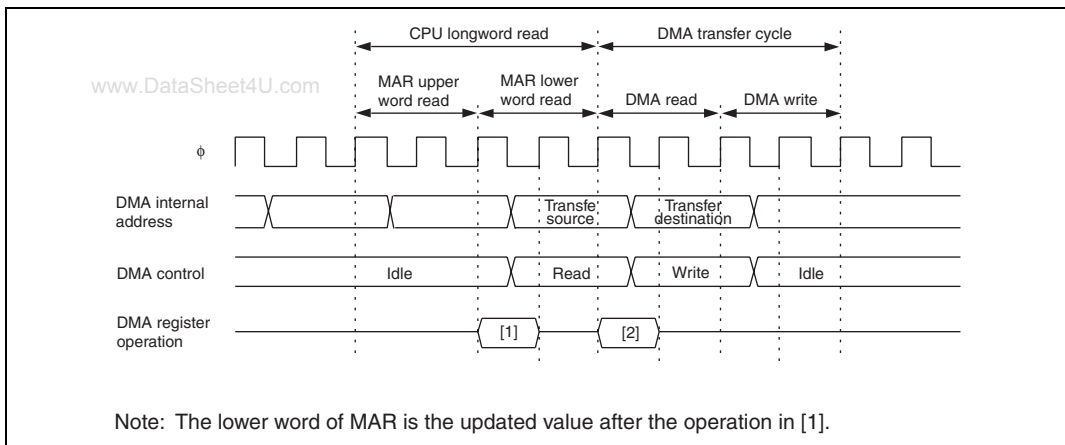 CPU longword read
DMA transfer cycle
www.DataSheet4U.com
MAR upper
word read
MAR lower
word read
DMA read
DMA write
φ
DMA internal
address
Transfe
source
Transfer
destination
DMA control
Idle
Read
Write
Idle
DMA register
operation
[1]
[2]
Note: The lower word of MAR is the updated value after the operation in [1].